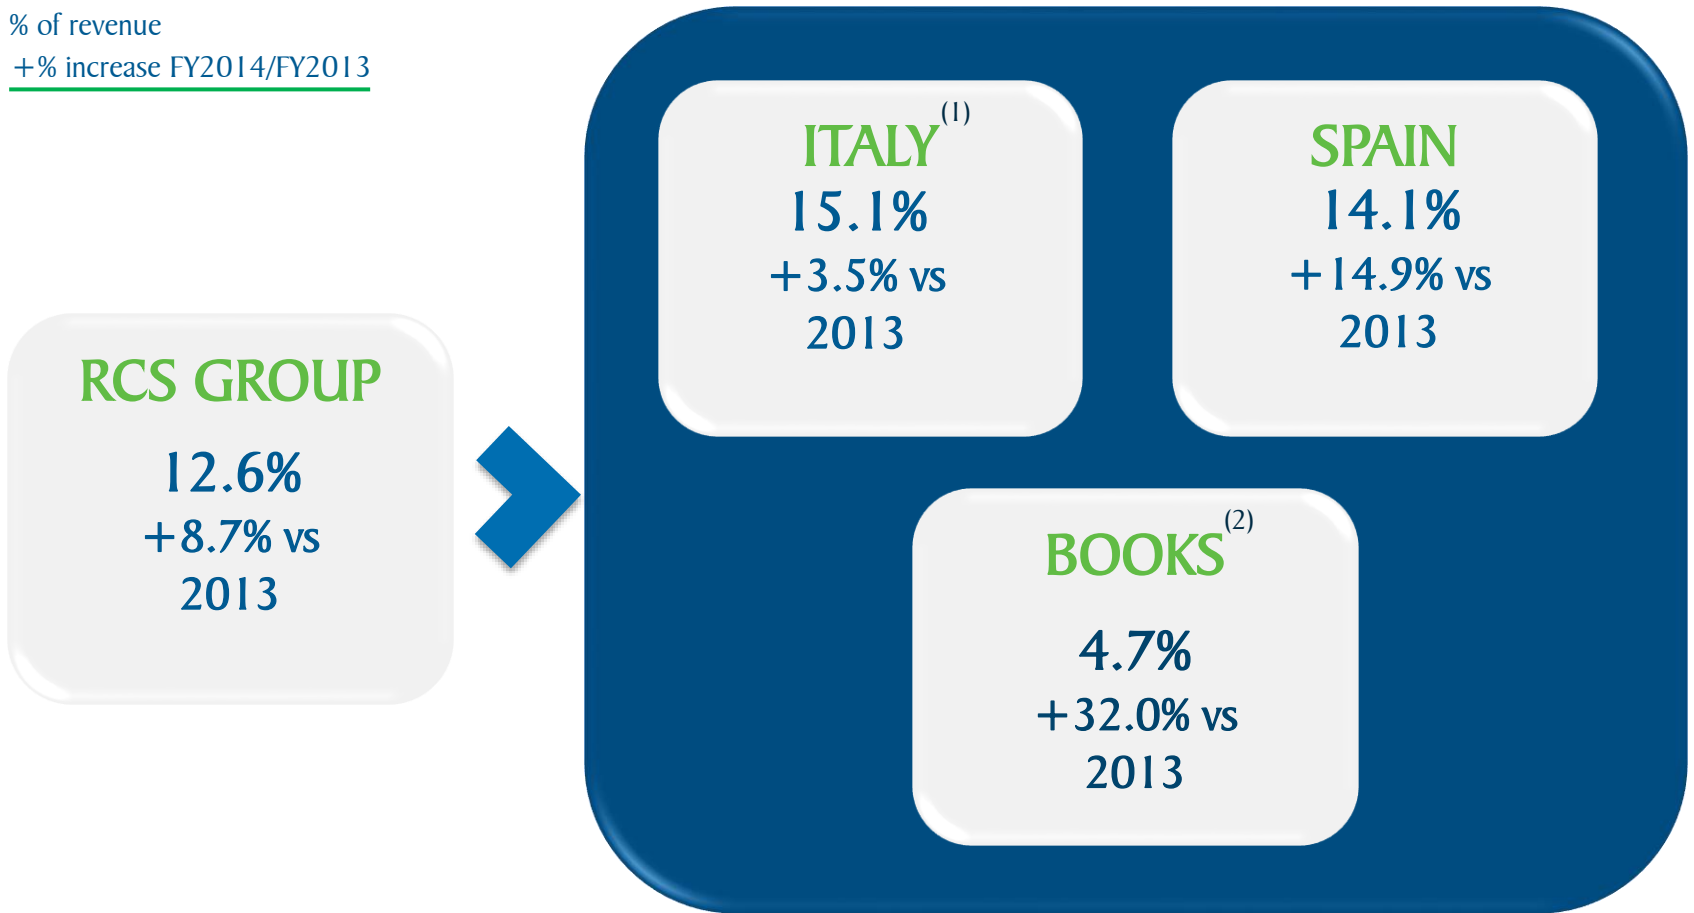 % of revenue
+% increase FY2014/FY2013
RCS GROUP
12.6%
+8.7% vs
2013
ITALY(1)
15.1%
+3.5% vs
2013
SPAIN
14.1%
+14.9% vs
2013
BOOKS(2)
4.7%
+32.0% vs
2013